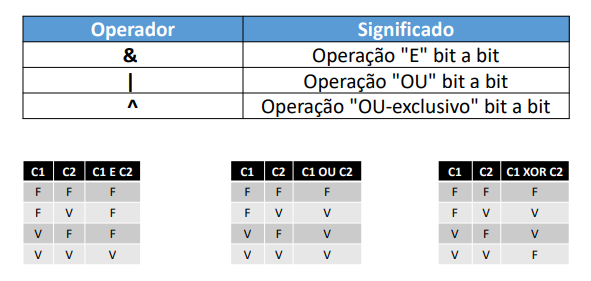 Operador Significado
& Operação "E" bit a bit
| Operação "OU" bit a bit
^ Operação "OU-exclusivo" bit a bit
C1 C2 C1 E C2
F F F
F V F
V F F
V V V
C1 C2 C1 OU C2
F F F
F V V
V F V
V V V
C1 C2 C1 XOR C2
F F F
F V V
V F V
V V F